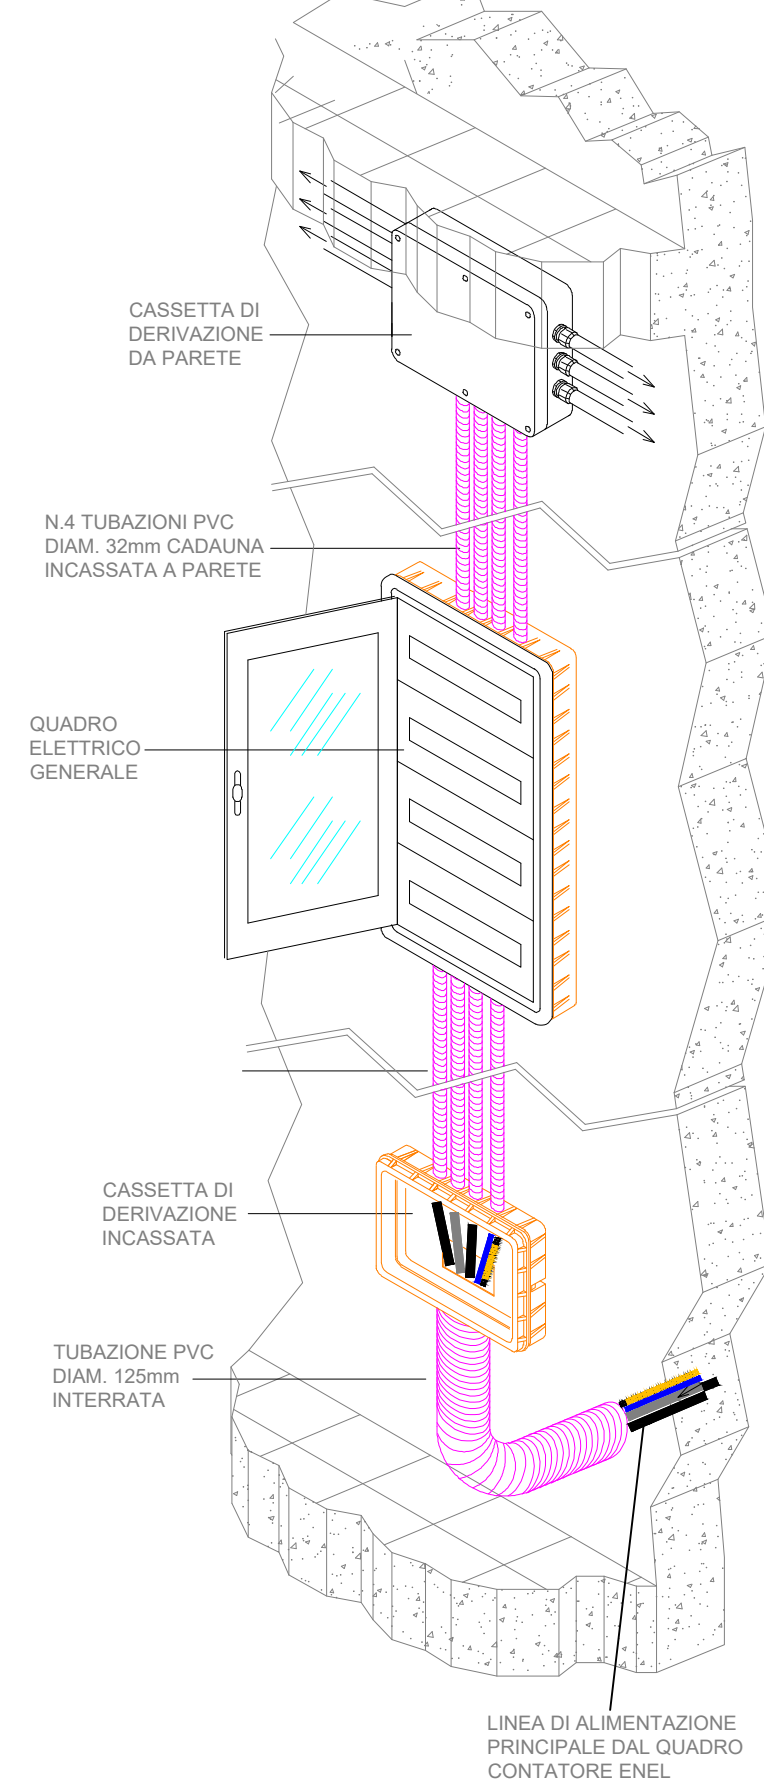 CASSETTA DI
DERIVAZIONE
DA PARETE
N.4 TUBAZIONI PVC
DIAM. 32mm CADAUNA
INCASSATA A PARETE
QUADRO
ELETTRICO
GENERALE
CASSETTA DI
DERIVAZIONE
INCASSATA
TUBAZIONE PVC
DIAM. 125mm
INTERRATA
LINEA DI ALIMENTAZIONE
PRINCIPALE DAL QUADRO
CONTATORE ENEL